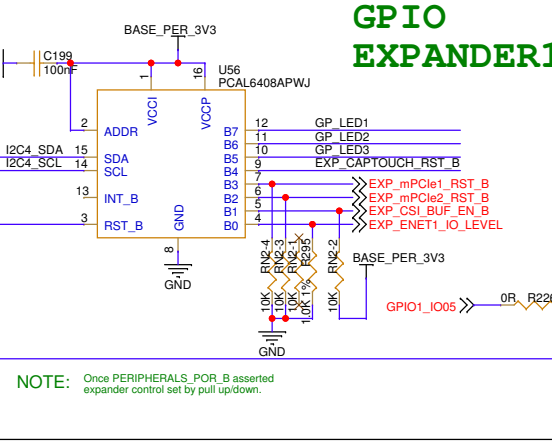 GPIO
EXPANDER1
BASE_PER_3V3
C199
100nF
1
16
U56
PCAL6408APWJ
VCCI
VCCP
2 ADDR
B7 12 GP_LED1
B6 11 GP_LED2
I2C4_SDA 15 SDA
B5 10 GP_LED3
I2C4_SCL 14 SCL
B4 9 EXP_CAPTOUCH_RST_B
B3 7 EXP_mPCIe1_RST_B
13 INT_B
B2 6 EXP_mPCIe2_RST_B
B1 5 EXP_CSI_BUF_EN_B
3 RST_B
GND
B0 4 EXP_ENET1_IO_LEVEL
8
GND
10K RN2-4
10K RN2-3
10K RN2-1
1.0K 1% R295
10K RN2-2
BASE_PER_3V3
GPIO1_IO05
0R
GND
NOTE: Once PERIPHERALS_POR_B asserted
expander control set by pull up/down.